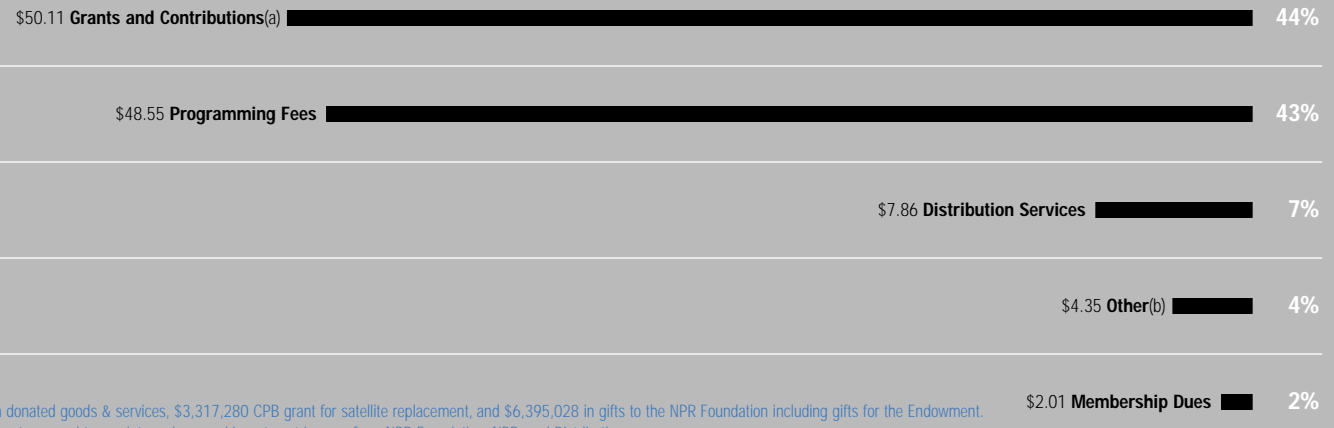 $50.11 Grants and Contributions(a) 44%
$48.55 Programming Fees 43%
$7.86 Distribution Services 7%
$4.35 Other(b) 4%
$2.01 Membership Dues 2%
donated goods & services, $3,317,280 CPB grant for satellite replacement, and $6,395,028 in gifts to the NPR Foundation including gifts for the Endowment.